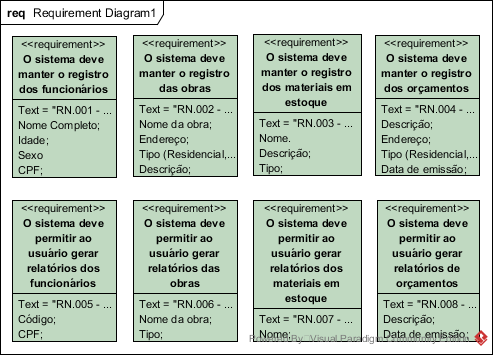 req Requirement Diagram1
<<requirement>>
O sistema deve
manter o registro
dos funcionários
Text = "RN.001 - ...
Nome Completo;
Idade;
Sexo
CPF;
<<requirement>>
O sistema deve
manter o registro
das obras
Text = "RN.002 - ...
Nome da obra;
Endereço;
Tipo (Residencial,...
Descrição;
<<requirement>>
O sistema deve
manter o registro
dos materiais em
estoque
Text = "RN.003 - ...
Nome.
Descrição;
Tipo;
<<requirement>>
O sistema deve
manter o registro
dos orçamentos
Text = "RN.004 - ...
Descrição;
Endereço;
Tipo (Residencial,...
Data de emissão;
<<requirement>>
O sistema deve
permitir ao
usuário gerar
relatórios dos
funcionários
Text = "RN.005 - ...
Código;
CPF;
<<requirement>>
O sistema deve
permitir ao
usuário gerar
relatórios das
obras
Text = "RN.006 - ...
Nome da obra;
Tipo;
<<requirement>>
O sistema deve
permitir ao
usuário gerar
relatórios dos
materiais em
estoque
Text = "RN.007 - ...
Nome;
<<requirement>>
O sistema deve
permitir ao
usuário gerar
relatórios de
orçamentos
Text = "RN.008 - ...
Descrição;
Data de emissão;
Visual Paradigm